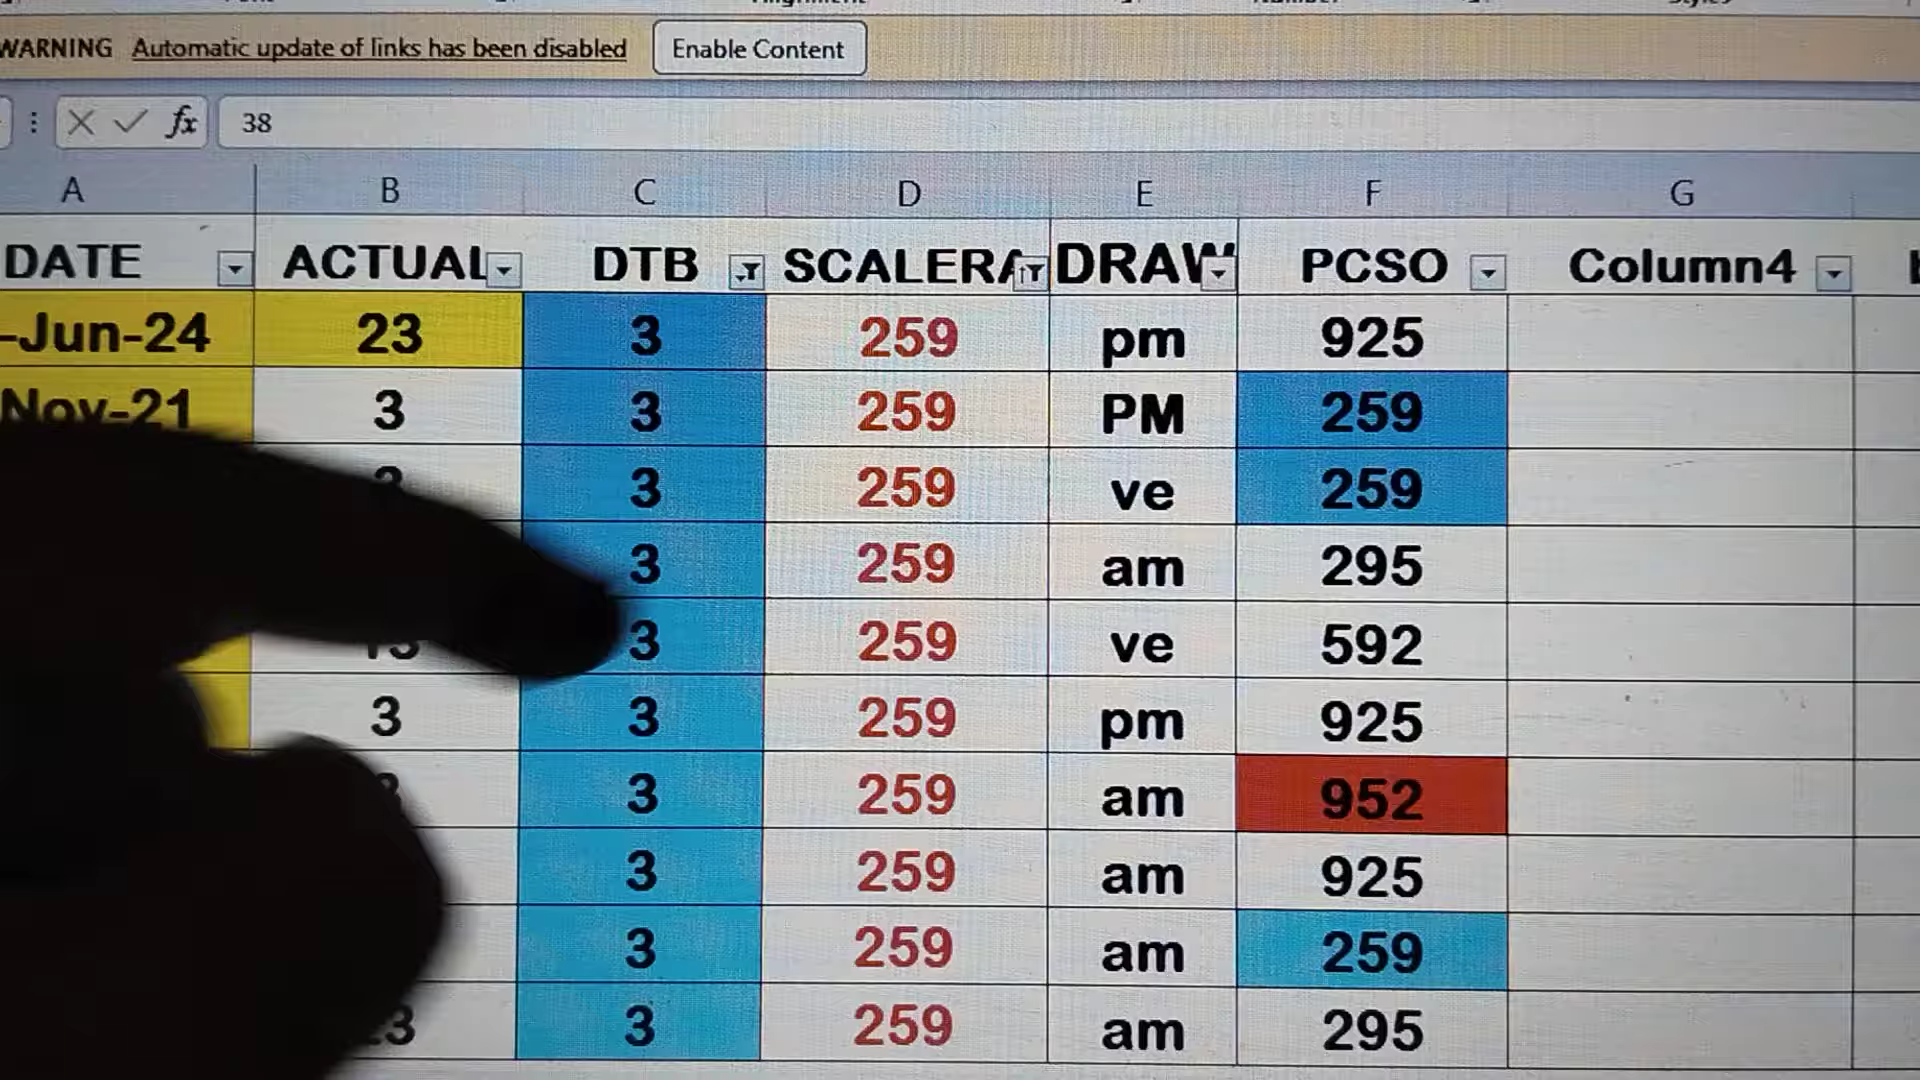 WARNING Automatic update of links has been disabled Enable Content
fx 38
A B C D E F G
DATE ACTUAL DTB SCALERA DRAW PCSO Column4
-Jun-24 23 3 259 pm 925
Nov-21 3 3 259 PM 259
3 259 ve 259
3 259 am 295
3 259 ve 592
3 3 259 pm 925
3 259 am 952
3 259 am 925
3 259 am 259
3 3 259 am 295